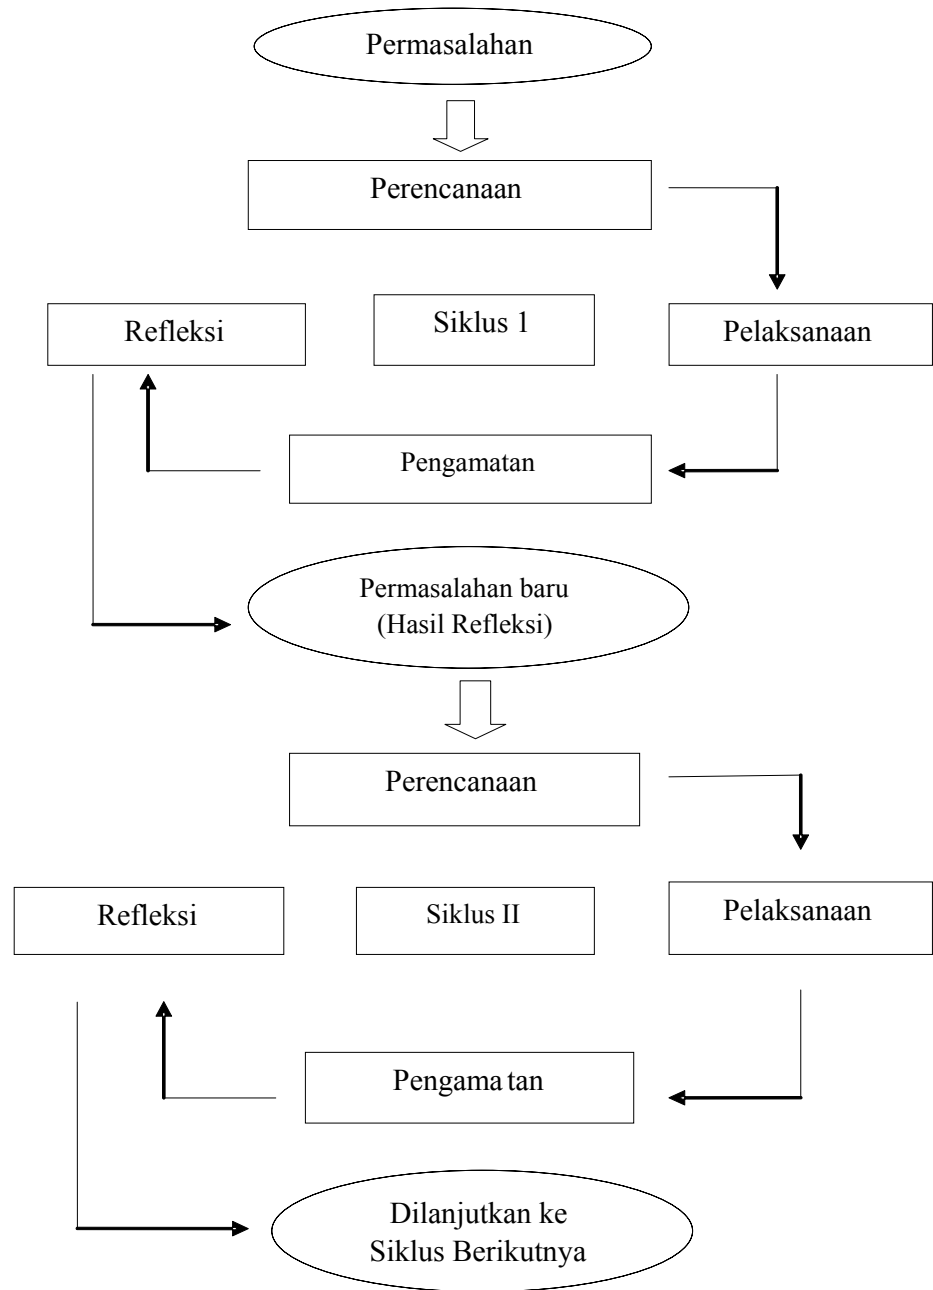 Permasalahan
Perencanaan
Refleksi
Siklus 1
Pelaksanaan
Pengamatan
Permasalahan baru
(Hasil Refleksi)
Perencanaan
Refleksi
Siklus II
Pelaksanaan
Pengama tan
Dilanjutkan ke
Siklus Berikutnya